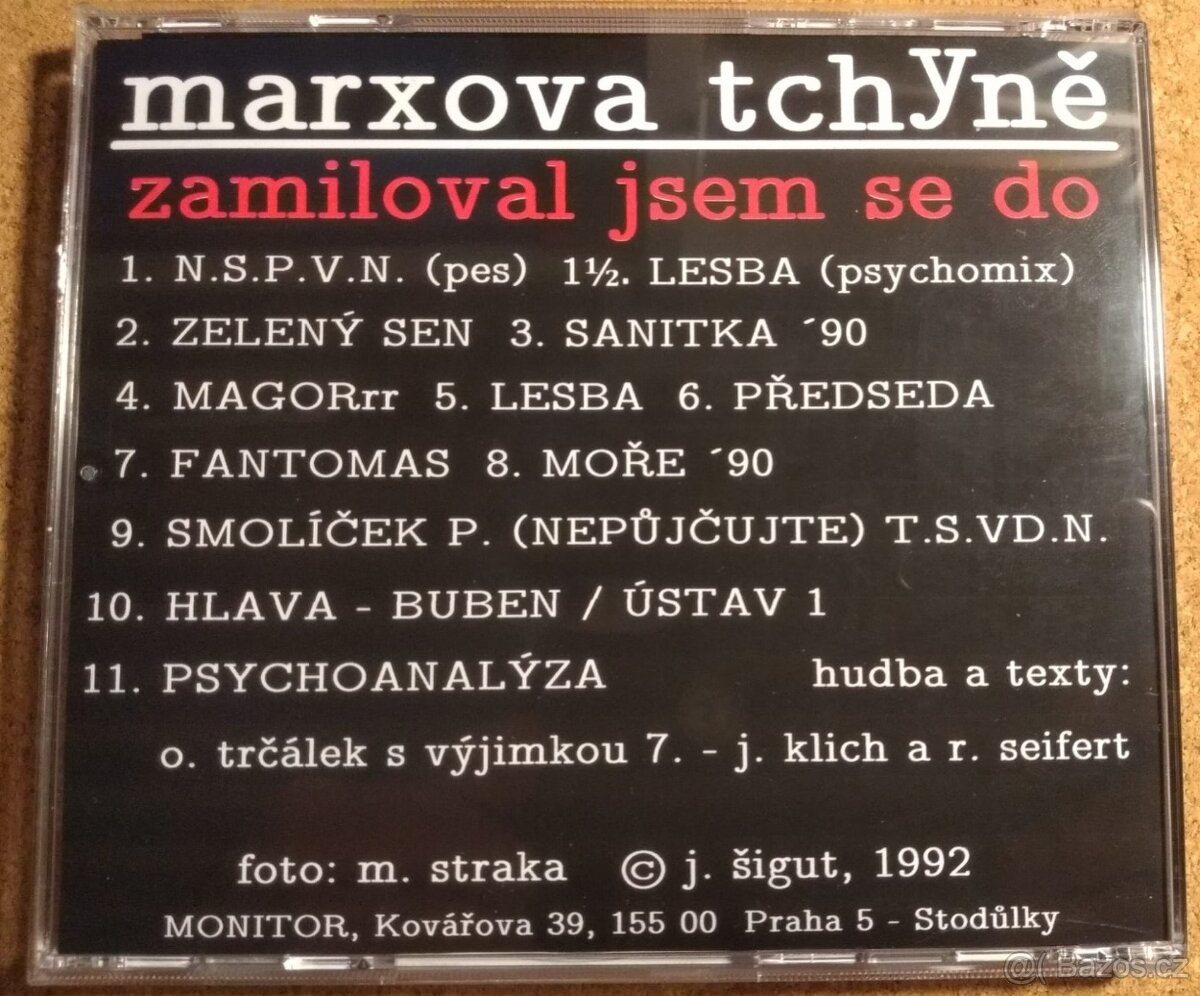 marxova tchyně
zamiloval jsem se do
1. N.S.P.V.N. (pes) 1½. LESBA (psychomix)
2. ZELENÝ SEN 3. SANITKA ´90
4. MAGORrr 5. LESBA 6. PŘEDSEDA
7. FANTOMAS 8. MOŘE ´90
9. SMOLÍČEK P. (NEPŮJČUJTE) T.S.VD.N.
10. HLAVA - BUBEN / ÚSTAV 1
11. PSYCHOANALÝZA hudba a texty:
o. trčálek s výjimkou 7. - j. klich a r. seifert
foto: m. straka © j. šigut, 1992
MONITOR, Kovářova 39, 155 00 Praha 5 - Stodůlky
@( Bazos.cz